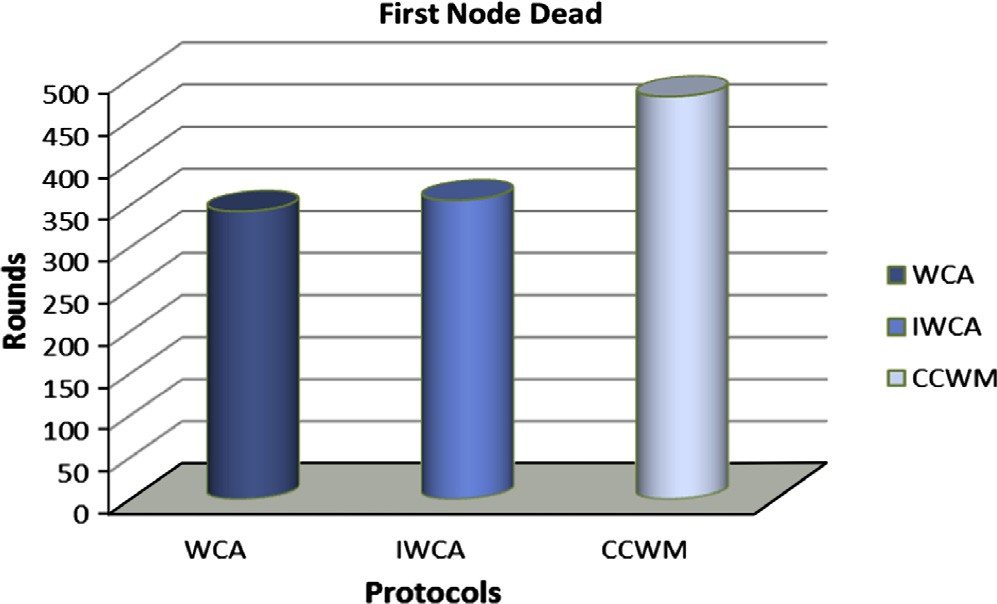 First Node Dead
500
450
400
350
300
250
200
150
100
50
0
Rounds
WCA
IWCA
CCWM
WCA IWCA CCWM
Protocols